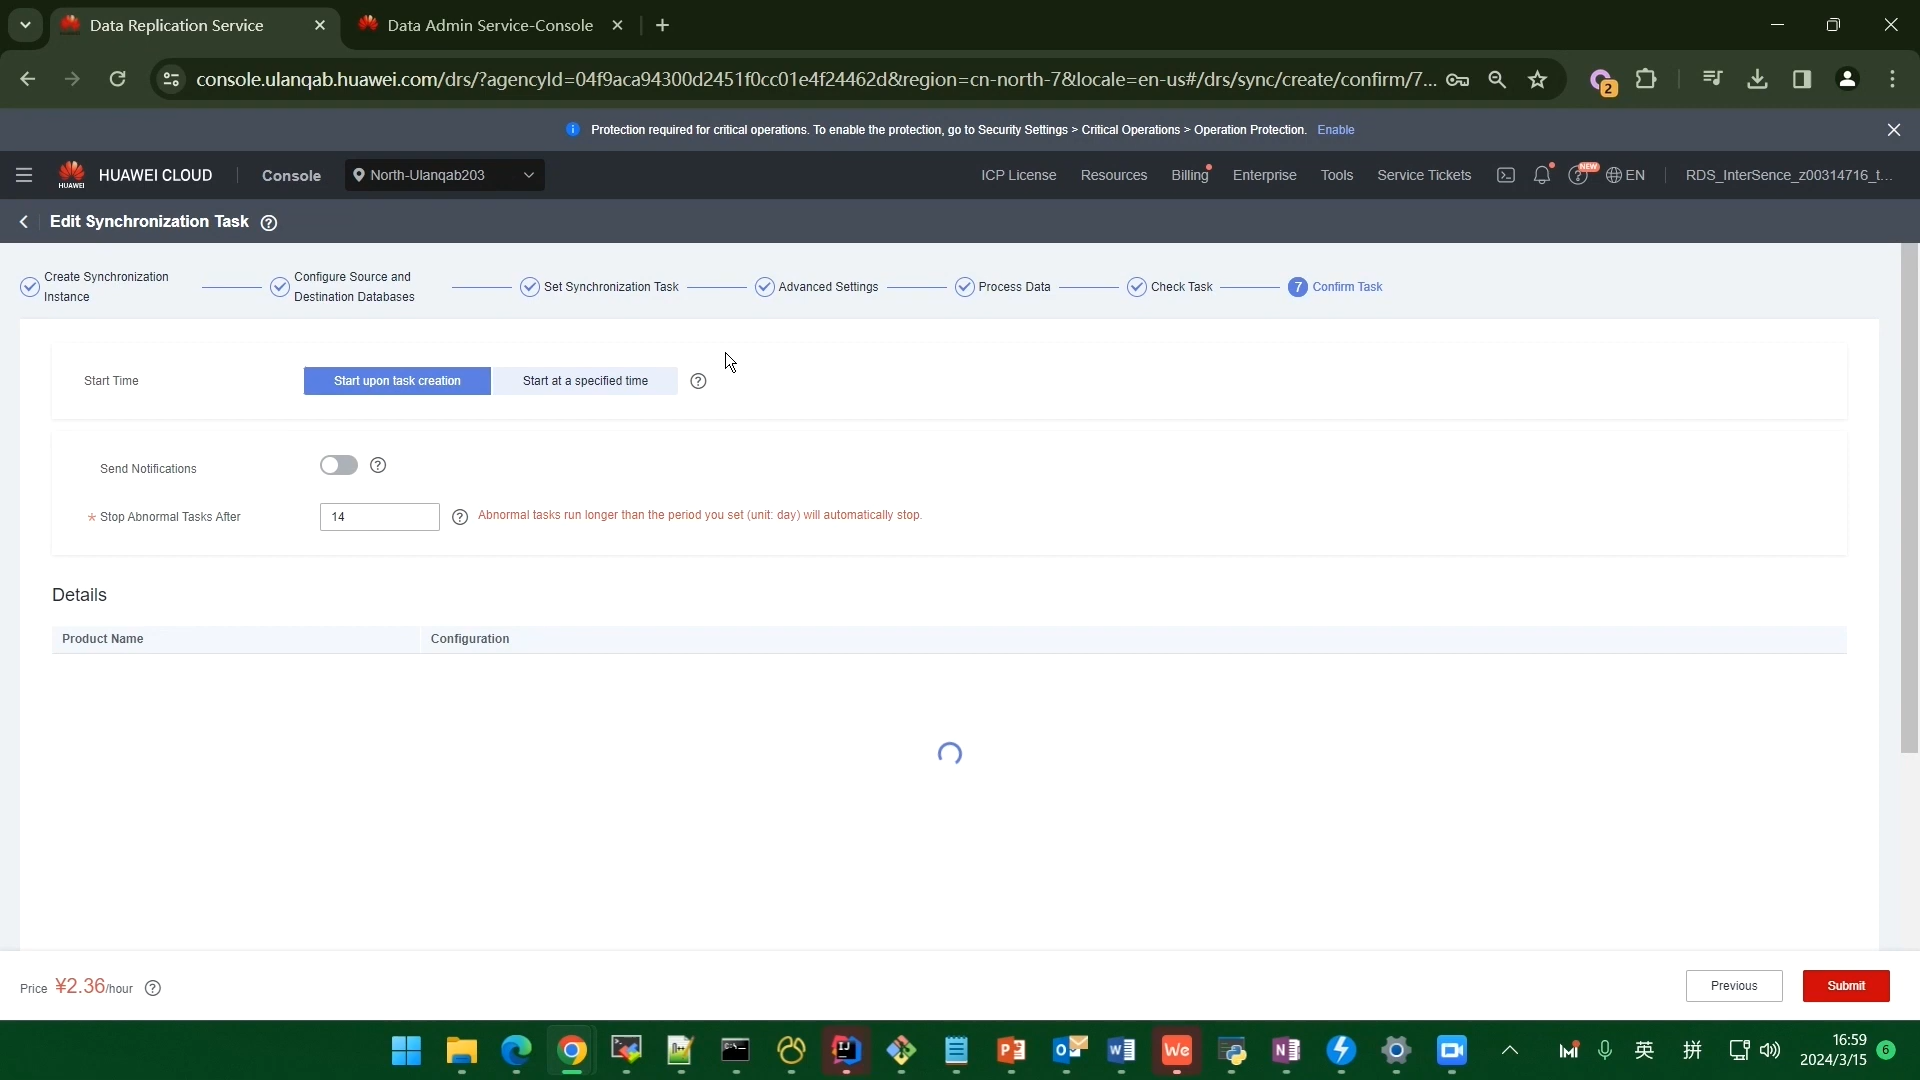 Data Replication Service
Data Admin Service-Console
console.ulanqab.huawei.com/drs/?agencyId=04f9aca94300d2451f0cc01e4f24462d&region=cn-north-7&locale=en-us#/drs/sync/create/confirm/7...
2
Protection required for critical operations. To enable the protection, go to Security Settings > Critical Operations > Operation Protection. Enable
HUAWEI
HUAWEI CLOUD
Console
North-Ulanqab203
ICP License
Resources
Billing
Enterprise
Tools
Service Tickets
NEW
EN
RDS_InterSence_z00314716_t...
Edit Synchronization Task
Create Synchronization
Instance
Configure Source and
Destination Databases
Set Synchronization Task
Advanced Settings
Process Data
Check Task
7
Confirm Task
Start Time
Start upon task creation
Start at a specified time
Send Notifications
* Stop Abnormal Tasks After
14
Abnormal tasks run longer than the period you set (unit: day) will automatically stop.
Details
Product Name
Configuration
Price ¥2.36/hour
Previous
Submit
英
拼
16:59
2024/3/15
6